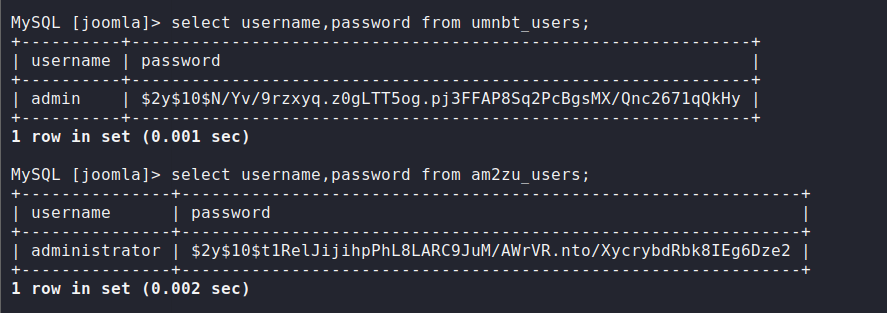 MySQL [joomla]> select username,password from umnbt_users;
+----------+--------------------------------------------------------------+
| username | password                                                     |
+----------+--------------------------------------------------------------+
| admin    | $2y$10$N/Yv/9rzxyq.z0gLTT5og.pj3FFAP8Sq2PcBgsMX/Qnc2671qQkHy |
+----------+--------------------------------------------------------------+
1 row in set (0.001 sec)

MySQL [joomla]> select username,password from am2zu_users;
+---------------+--------------------------------------------------------------+
| username      | password                                                     |
+---------------+--------------------------------------------------------------+
| administrator | $2y$10$t1RelJijihpPhL8LARC9JuM/AWrVR.nto/XycrybdRbk8IEg6Dze2 |
+---------------+--------------------------------------------------------------+
1 row in set (0.002 sec)